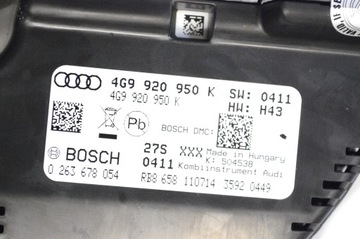 4G9 920 950 K SW: 0411
4G9 920 950 K HW: H43
Pb
BOSCH DMC:
BOSCH 27S XXX Made in Hungary
0411 K: 504538
Kombiinstrument Audi
0 263 678 054 RB8 658 110714 3592 0449